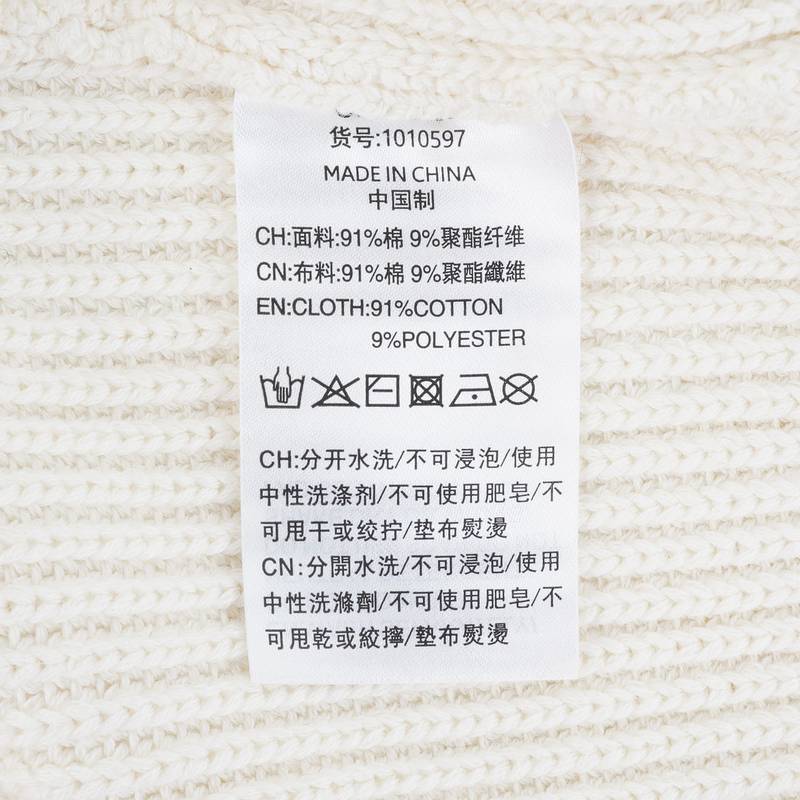 货号:1010597
MADE IN CHINA
中国制
CH:面料:91%棉 9%聚酯纤维
CN:布料:91%棉 9%聚酯纖維
EN:CLOTH:91%COTTON
9%POLYESTER
CH:分开水洗/不可浸泡/使用
中性洗涤剂/不可使用肥皂/不
可甩干或绞拧/垫布熨烫
CN:分開水洗/不可浸泡/使用
中性洗滌劑/不可使用肥皂/不
可甩乾或絞擰/墊布熨燙